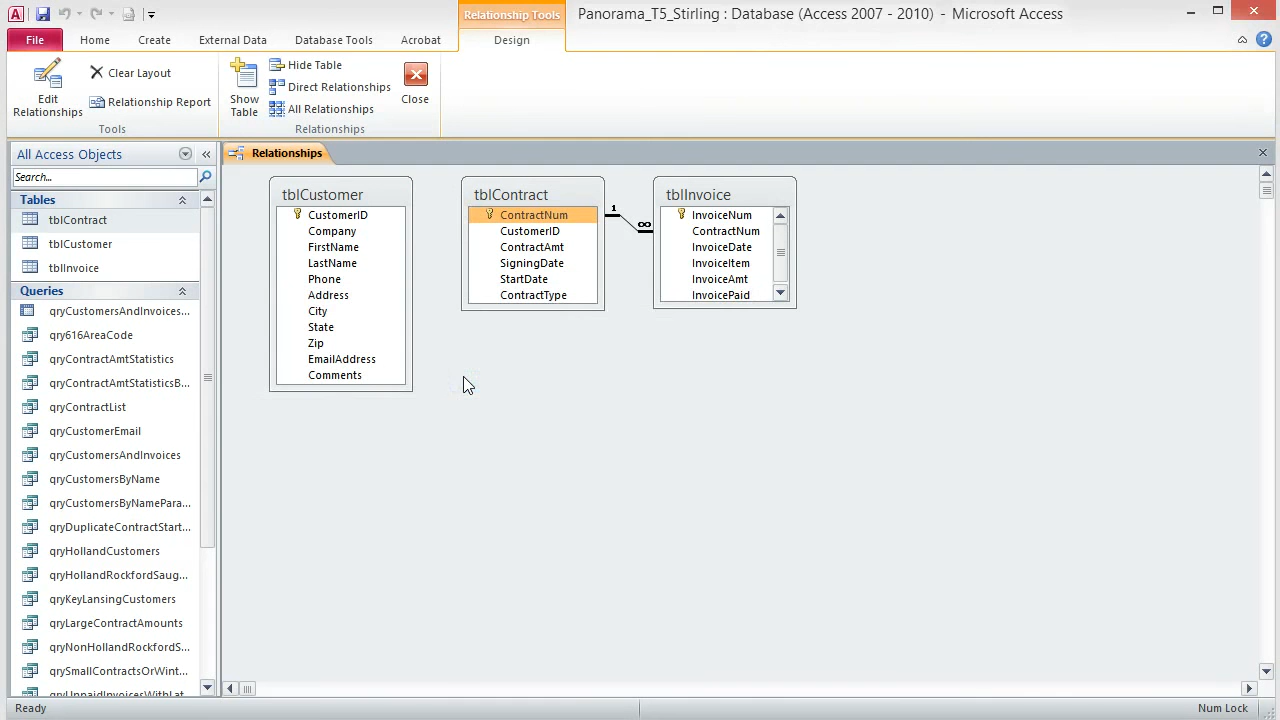 Relationship Tools
Panorama_T5_Stirling : Database (Access 2007 - 2010) - Microsoft Access
File
Home
Create
External Data
Database Tools
Acrobat
Design
Edit
Relationships
Clear Layout
Relationship Report
Tools
Show
Table
Hide Table
Direct Relationships
All Relationships
Close
Relationships
All Access Objects
Search...
Tables
tblContract
tblCustomer
tblInvoice
Queries
qryCustomersAndInvoices...
qry616AreaCode
qryContractAmtStatistics
qryContractAmtStatisticsB...
qryContractList
qryCustomerEmail
qryCustomersAndInvoices
qryCustomersByName
qryCustomersByNamePara...
qryDuplicateContractStart...
qryHollandCustomers
qryHollandRockfordSaug...
qryKeyLansingCustomers
qryLargeContractAmounts
qryNonHollandRockfordS...
qrySmallContractsOrWint...
qryUnpaidInvoicesWithLat...
Relationships
tblCustomer
CustomerID
Company
FirstName
LastName
Phone
Address
City
State
Zip
EmailAddress
Comments
tblContract
ContractNum
CustomerID
ContractAmt
SigningDate
StartDate
ContractType
1
∞
tblInvoice
InvoiceNum
ContractNum
InvoiceDate
InvoiceItem
InvoiceAmt
InvoicePaid
Ready
Num Lock